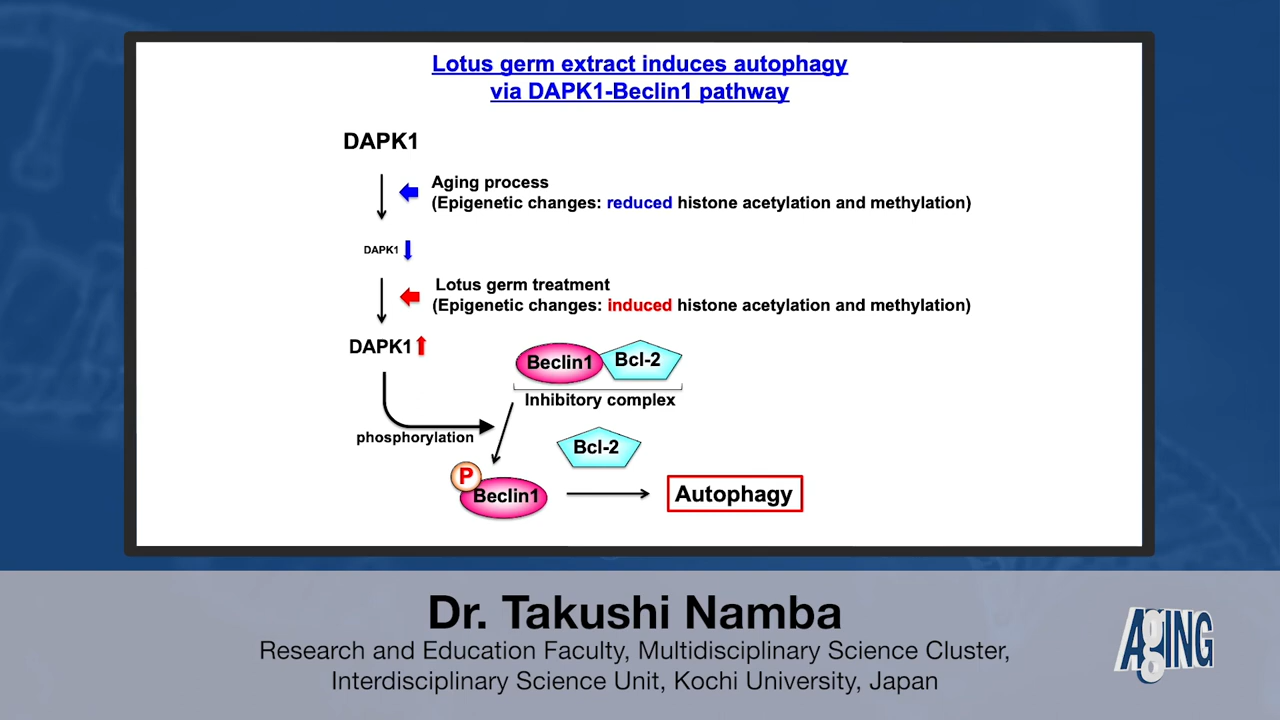 Lotus germ extract induces autophagy
via DAPK1-Beclin1 pathway
DAPK1
Aging process
(Epigenetic changes: reduced histone acetylation and methylation)
DAPK1
Lotus germ treatment
(Epigenetic changes: induced histone acetylation and methylation)
DAPK1
Beclin1
Bcl-2
Inhibitory complex
phosphorylation
Bcl-2
P
Beclin1
Autophagy
Dr. Takushi Namba
Research and Education Faculty, Multidisciplinary Science Cluster,
Interdisciplinary Science Unit, Kochi University, Japan
AgING